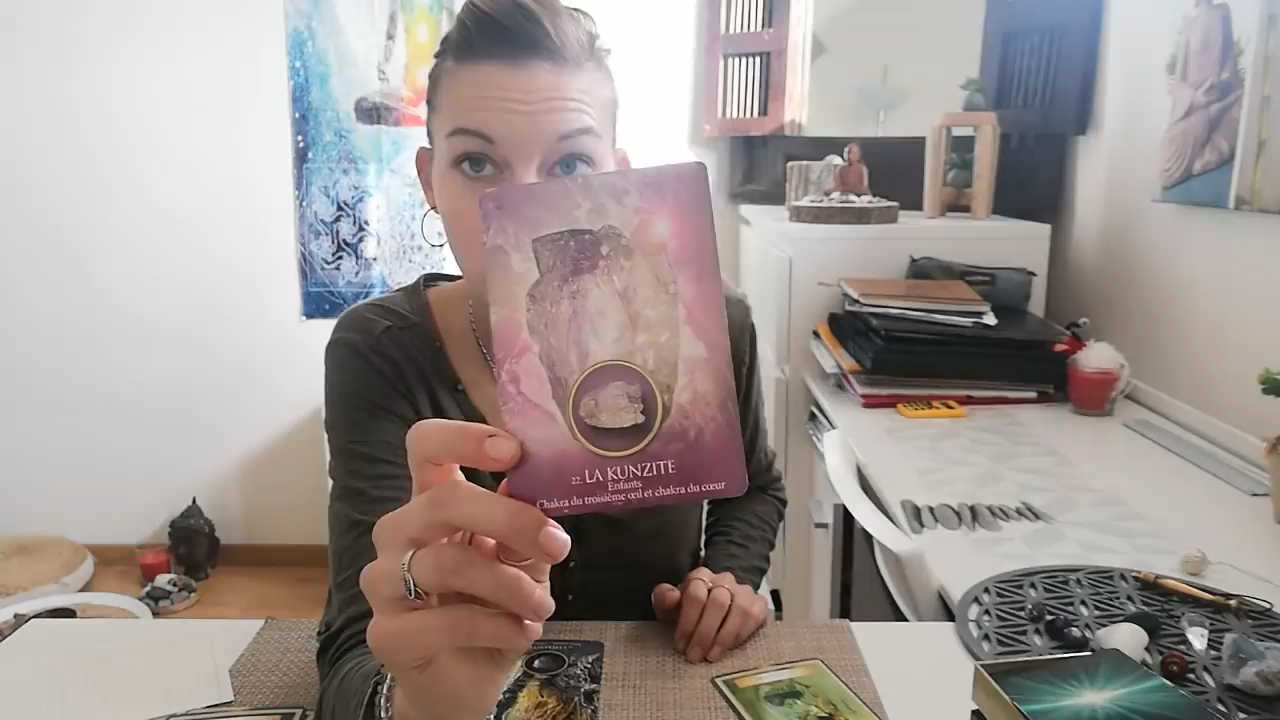 22. LA KUNZITE
Enfants
Chakra du troisième œil et chakra du cœur